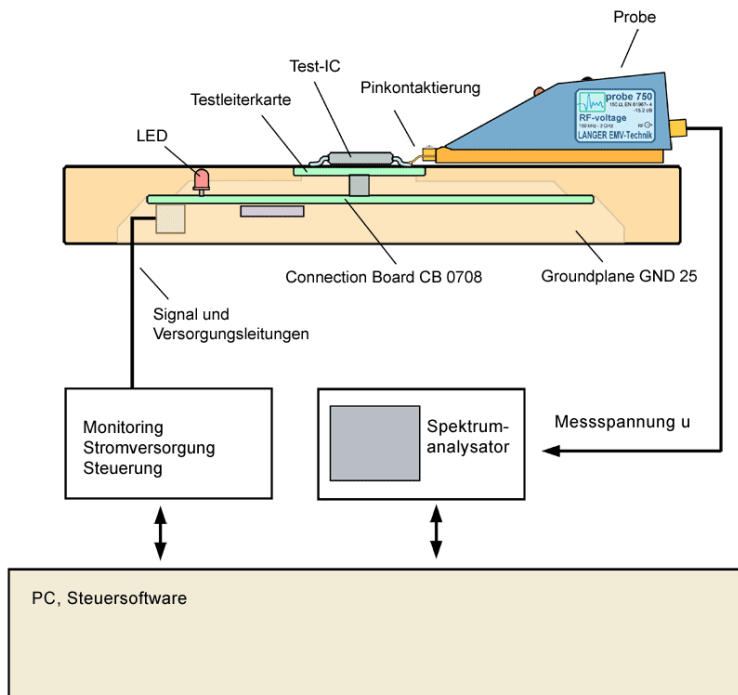 Probe
Test-IC
Pinkontaktierung
Testleiterkarte
LED
probe 750
RF-voltage
LANGER EMV-Technik
Connection Board CB 0708
Groundplane GND 25
Signal und
Versorgungsleitungen
Monitoring
Stromversorgung
Steuerung
Spektrum-
analysator
Messspannung u
PC, Steuersoftware